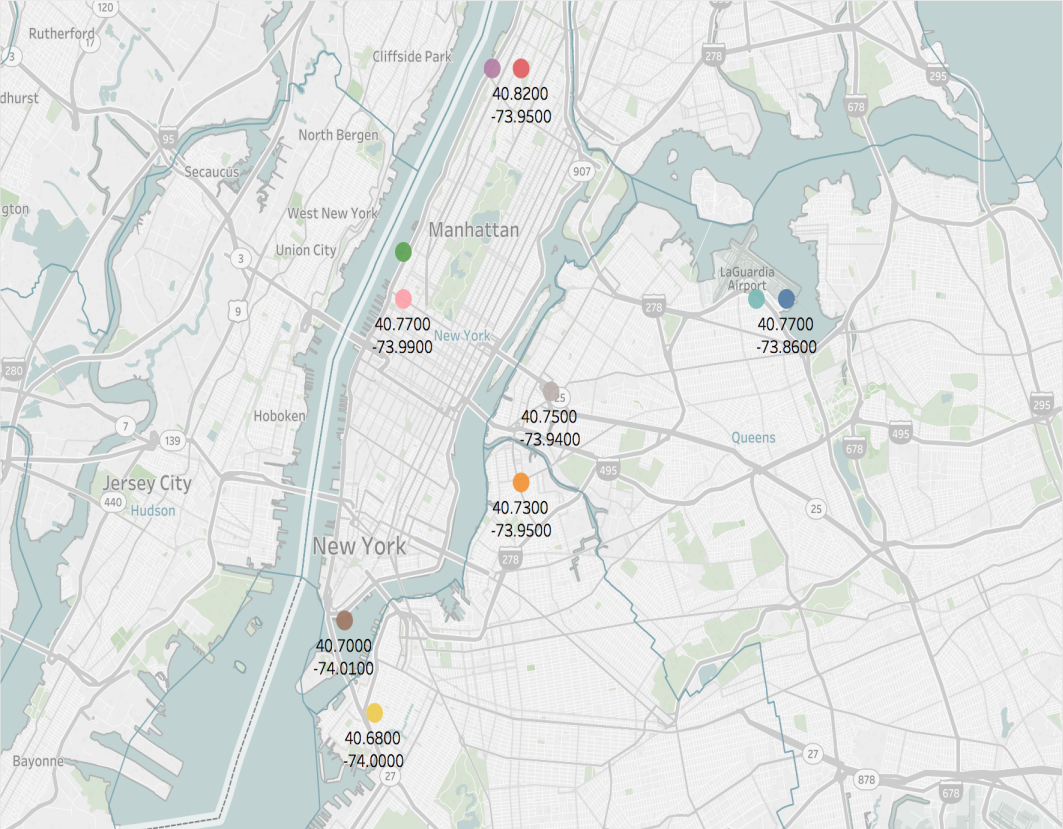 120
Rutherford
17
3
Cliffside Park
278
295
dhurst
40.8200
-73.9500
678
95
North Bergen
907
Secaucus
gton
West New York
Manhattan
Union City
3
LaGuardia
Airport
278
9
40.7700
-73.9900
New York
40.7700
-73.8600
280
25
295
Hoboken
40.7500
-73.9400
7
139
Queens
495
678
495
Jersey City
440
Hudson
40.7300
-73.9500
25
New York
278
40.7000
-74.0100
40.6800
-74.0000
Bayonne
27
27
878
678